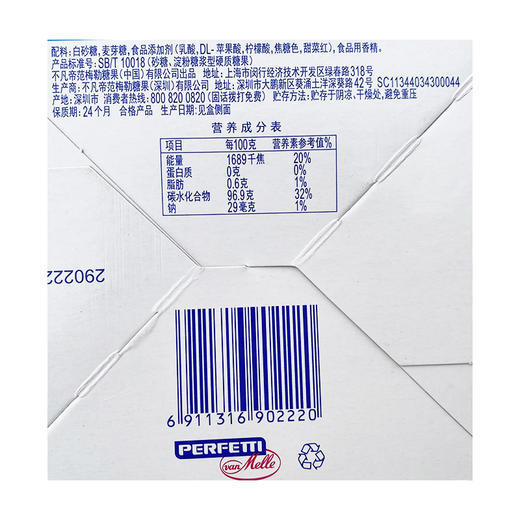 配料：白砂糖,麦芽糖,食品添加剂(乳酸,DL-苹果酸,柠檬酸,焦糖色,甜菜红),食品用香精。
产品标准号：SB/T 10018（砂糖、淀粉糖浆型硬质糖果）
不凡帝范梅勒糖果(中国)有限公司出品 地址：上海市闵行经济技术开发区绿春路318号
生产商：不凡帝范梅勒糖果(深圳)有限公司 地址：深圳市大鹏新区葵涌土洋深葵路42号 SC11344034300044
产地：深圳市 消费者热线：800 820 0820(固话拨打免费) 贮存方法：贮存于阴凉,干燥处,避免重压
保质期：24个月 合格产品 生产日期：见盒侧面
营养成分表
项目 每100克 营养素参考值%
能量 1689千焦 20%
蛋白质 0克 0%
脂肪 0.6克 1%
碳水化合物 96.9克 32%
钠 29毫克 1%
290222
6 911316 902220
PERFETTI
van Melle